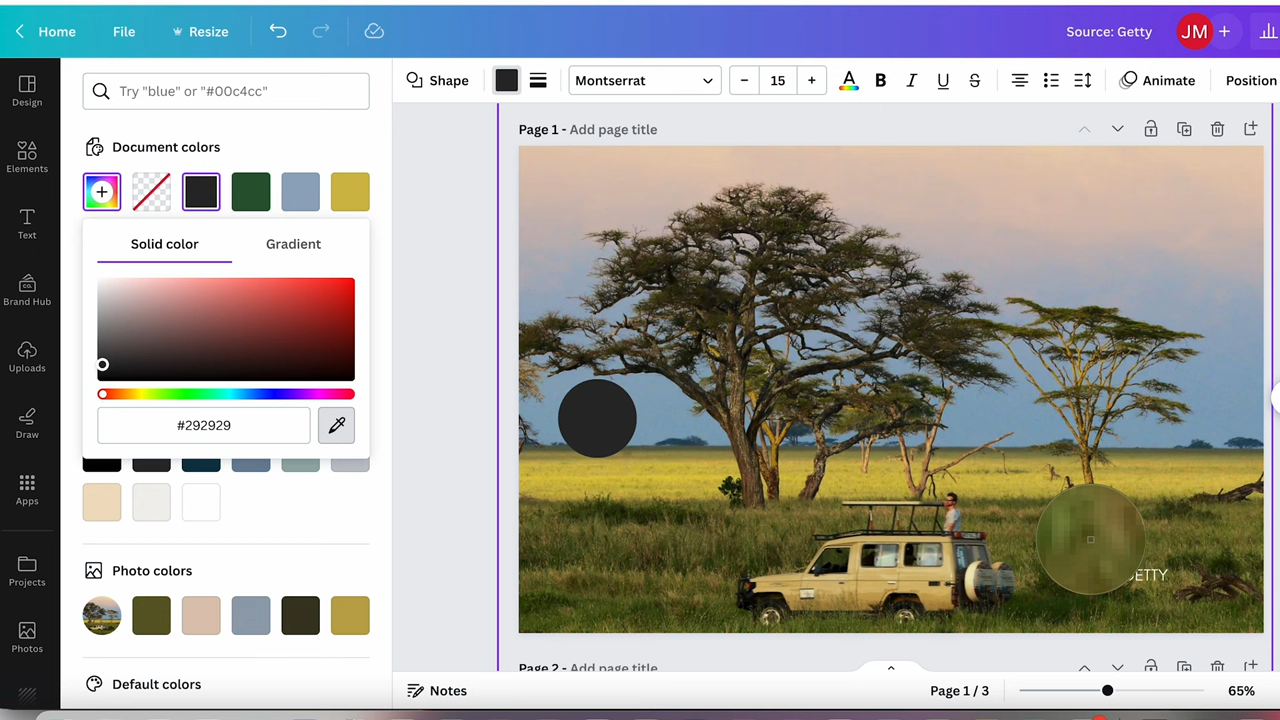 Home File Resize Source: Getty JM
Shape Montserrat 15 A B I U S Animate Position
Design
Elements
Text
Brand Hub
Uploads
Draw
Apps
Projects
Photos
Try "blue" or "#00c4cc"
Document colors
Solid color Gradient
#292929
Photo colors
Default colors
Page 1 - Add page title
ETTY
Page 2 - Add page title
Notes Page 1 / 3 65%